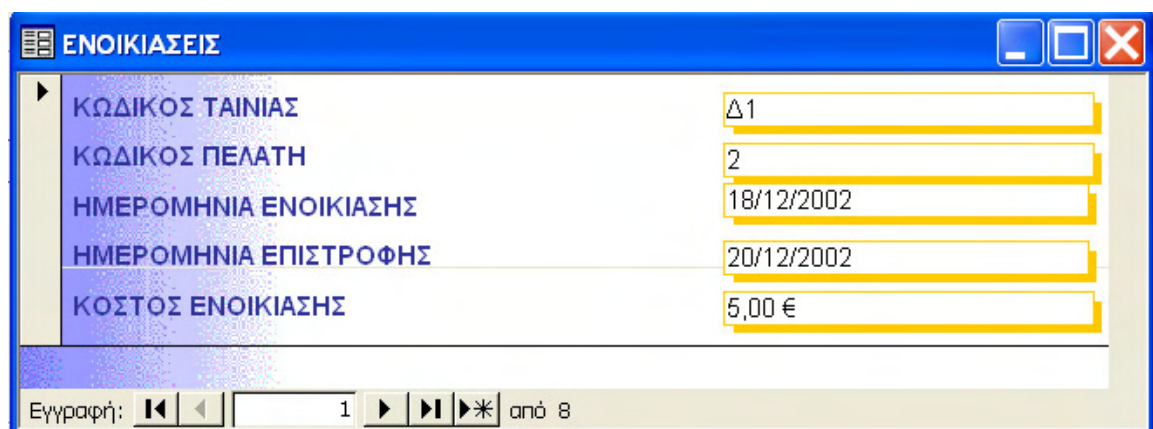 ΕΝΟΙΚΙΑΣΕΙΣ
ΚΩΔΙΚΟΣ ΤΑΙΝΙΑΣ Δ1
ΚΩΔΙΚΟΣ ΠΕΛΑΤΗ 2
ΗΜΕΡΟΜΗΝΙΑ ΕΝΟΙΚΙΑΣΗΣ 18/12/2002
ΗΜΕΡΟΜΗΝΙΑ ΕΠΙΣΤΡΟΦΗΣ 20/12/2002
ΚΟΣΤΟΣ ΕΝΟΙΚΙΑΣΗΣ 5,00 €
Εγγραφή: 1 από 8